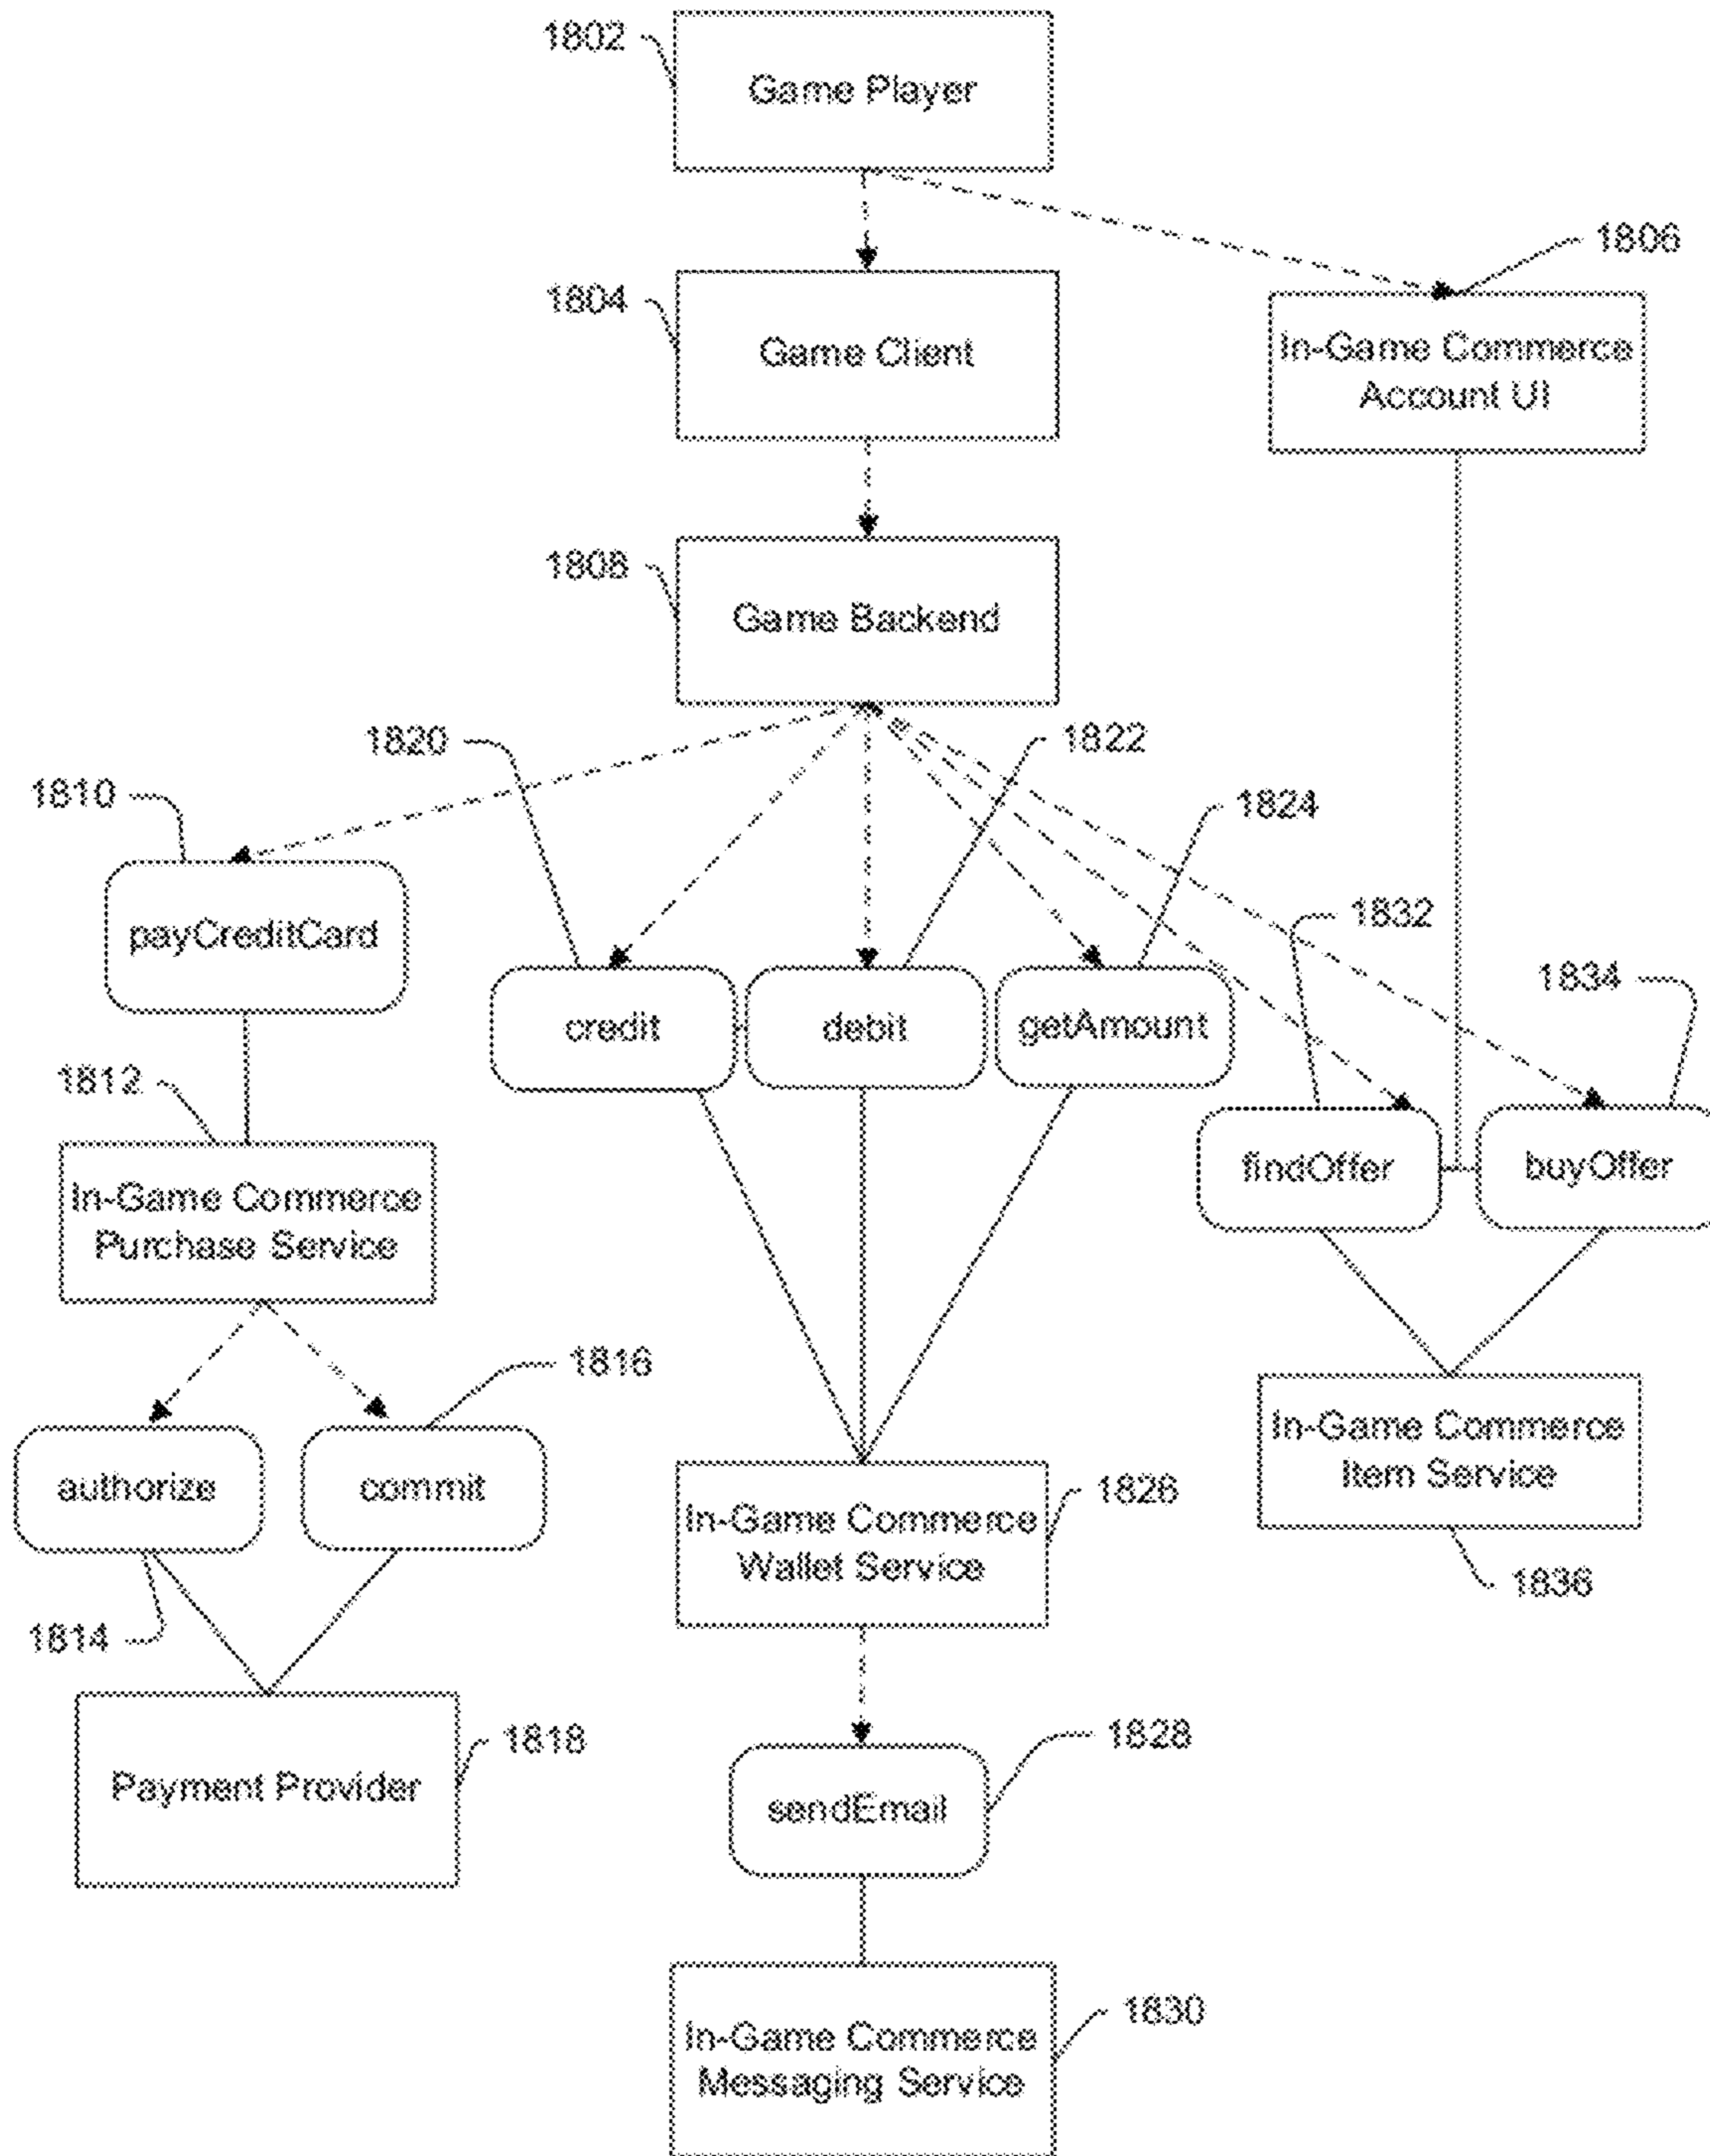 1802
Game Player
1806
1804
Game Client
In-Game Commerce
Account UI
1808
Game Backend
1820
1822
1810
1824
payCreditCard
1832
1834
credit
debit
getAmount
1812
findOffer
buyOffer
In-Game Commerce
Purchase Service
1816
In-Game Commerce
Item Service
authorize
commit
1826
In-Game Commerce
Wallet Service
1836
1814
1818
1828
Payment Provider
sendEmail
1830
In-Game Commerce
Messaging Service